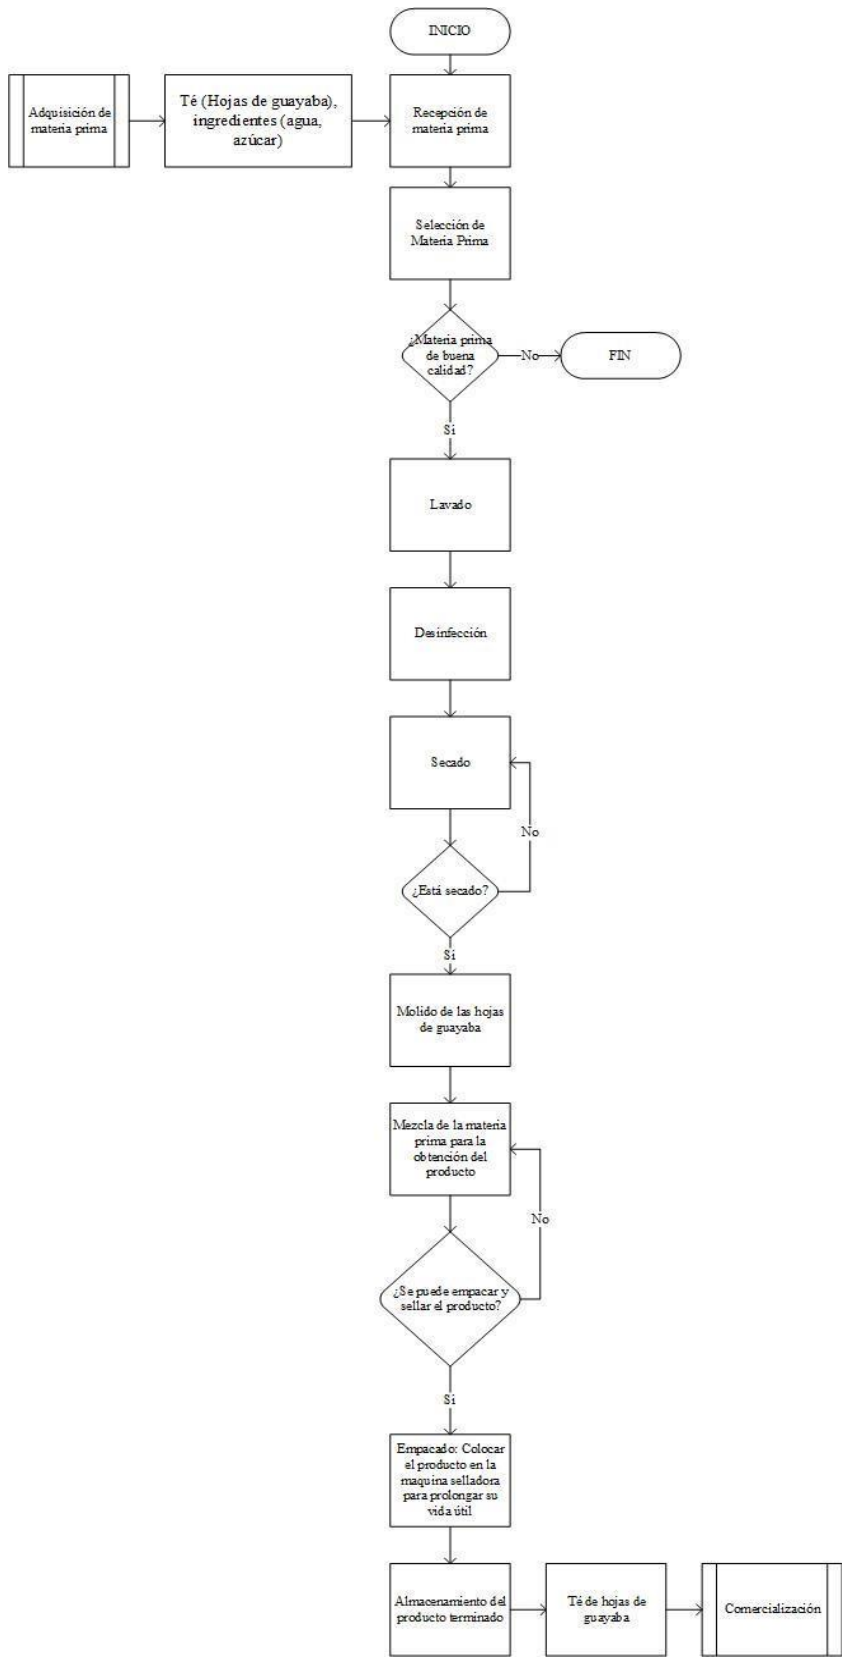 INICIO
Adquisición de
materia prima
Té (Hojas de guayaba),
ingredientes (agua,
azúcar)
Recepción de
materia prima
Selección de
Materia Prima
¿Materia prima
de buena
calidad?
No
FIN
Si
Lavado
Desinfección
Secado
No
¿Está secado?
Sí
Molido de las hojas
de guayaba
Mezcla de la materia
prima para la
obtención del
producto
No
¿Se puede empacar y
sellar el producto?
Si
Empacado: Colocar
el producto en la
maquina selladora
para prolongar su
vida útil
Almacenamiento del
producto terminado
Té de hojas de
guayaba
Comercialización